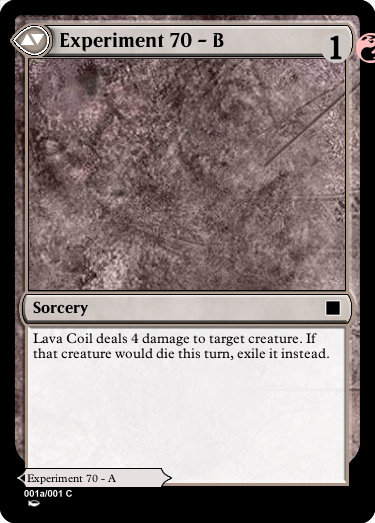 Experiment 70 – B
1
Sorcery
Lava Coil deals 4 damage to target creature. If
that creature would die this turn, exile it instead.
Experiment 70 - A
001a/001 C